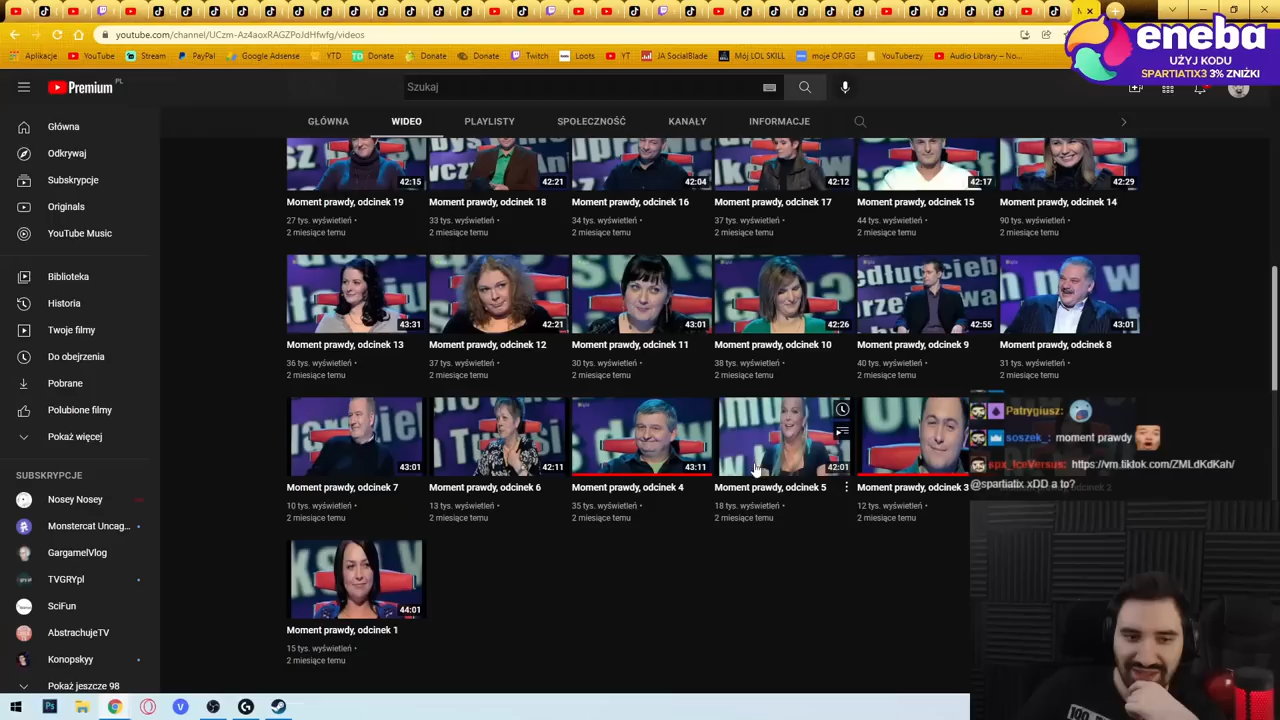 eneba
UŻYJ KODU
SPARTIATIX3 3% ZNIŻKI
youtube.com/channel/UCzm-Az4aoxRAGZPoJdHfwfg/videos
Aplikacje
YouTube
Stream
PayPal
Google Adsense
YTD
Donate
Donate
Donate
Twitch
Loots
YT
JA SocialBlade
Mój LOL SKILL
moje OP.GG
YouTuberzy
Audio Library – No...
Premium PL
Szukaj
GŁÓWNA
WIDEO
PLAYLISTY
SPOŁECZNOŚĆ
KANAŁY
INFORMACJE
Główna
Odkrywaj
Subskrypcje
Originals
YouTube Music
Biblioteka
Historia
Twoje filmy
Do obejrzenia
Pobrane
Polubione filmy
Pokaż więcej
SUBSKRYPCJE
Nosey Nosey
Monstercat Uncag...
GargamelVlog
TVGRYpl
SciFun
AbstrachujeTV
Konopskyy
Pokaż jeszcze 98
42:15
42:21
42:04
42:12
42:17
42:29
Moment prawdy, odcinek 19
Moment prawdy, odcinek 18
Moment prawdy, odcinek 16
Moment prawdy, odcinek 17
Moment prawdy, odcinek 15
Moment prawdy, odcinek 14
27 tys. wyświetleń •
33 tys. wyświetleń •
34 tys. wyświetleń •
37 tys. wyświetleń •
44 tys. wyświetleń •
90 tys. wyświetleń •
2 miesiące temu
2 miesiące temu
2 miesiące temu
2 miesiące temu
2 miesiące temu
2 miesiące temu
43:31
42:21
43:01
42:26
42:55
43:01
Moment prawdy, odcinek 13
Moment prawdy, odcinek 12
Moment prawdy, odcinek 11
Moment prawdy, odcinek 10
Moment prawdy, odcinek 9
Moment prawdy, odcinek 8
36 tys. wyświetleń •
37 tys. wyświetleń •
30 tys. wyświetleń •
38 tys. wyświetleń •
40 tys. wyświetleń •
31 tys. wyświetleń •
2 miesiące temu
2 miesiące temu
2 miesiące temu
2 miesiące temu
2 miesiące temu
2 miesiące temu
43:01
42:11
43:11
42:01
Moment prawdy, odcinek 7
Moment prawdy, odcinek 6
Moment prawdy, odcinek 4
Moment prawdy, odcinek 5
Moment prawdy, odcinek 3
10 tys. wyświetleń •
13 tys. wyświetleń •
35 tys. wyświetleń •
18 tys. wyświetleń •
12 tys. wyświetleń •
2 miesiące temu
2 miesiące temu
2 miesiące temu
2 miesiące temu
2 miesiące temu
44:01
Moment prawdy, odcinek 1
15 tys. wyświetleń •
2 miesiące temu
Patrygiusz:
soszek_: moment prawdy
spx_IceVersus: https://vm.tiktok.com/ZMLdKdKah/
@spartiatix xDD a to?
100